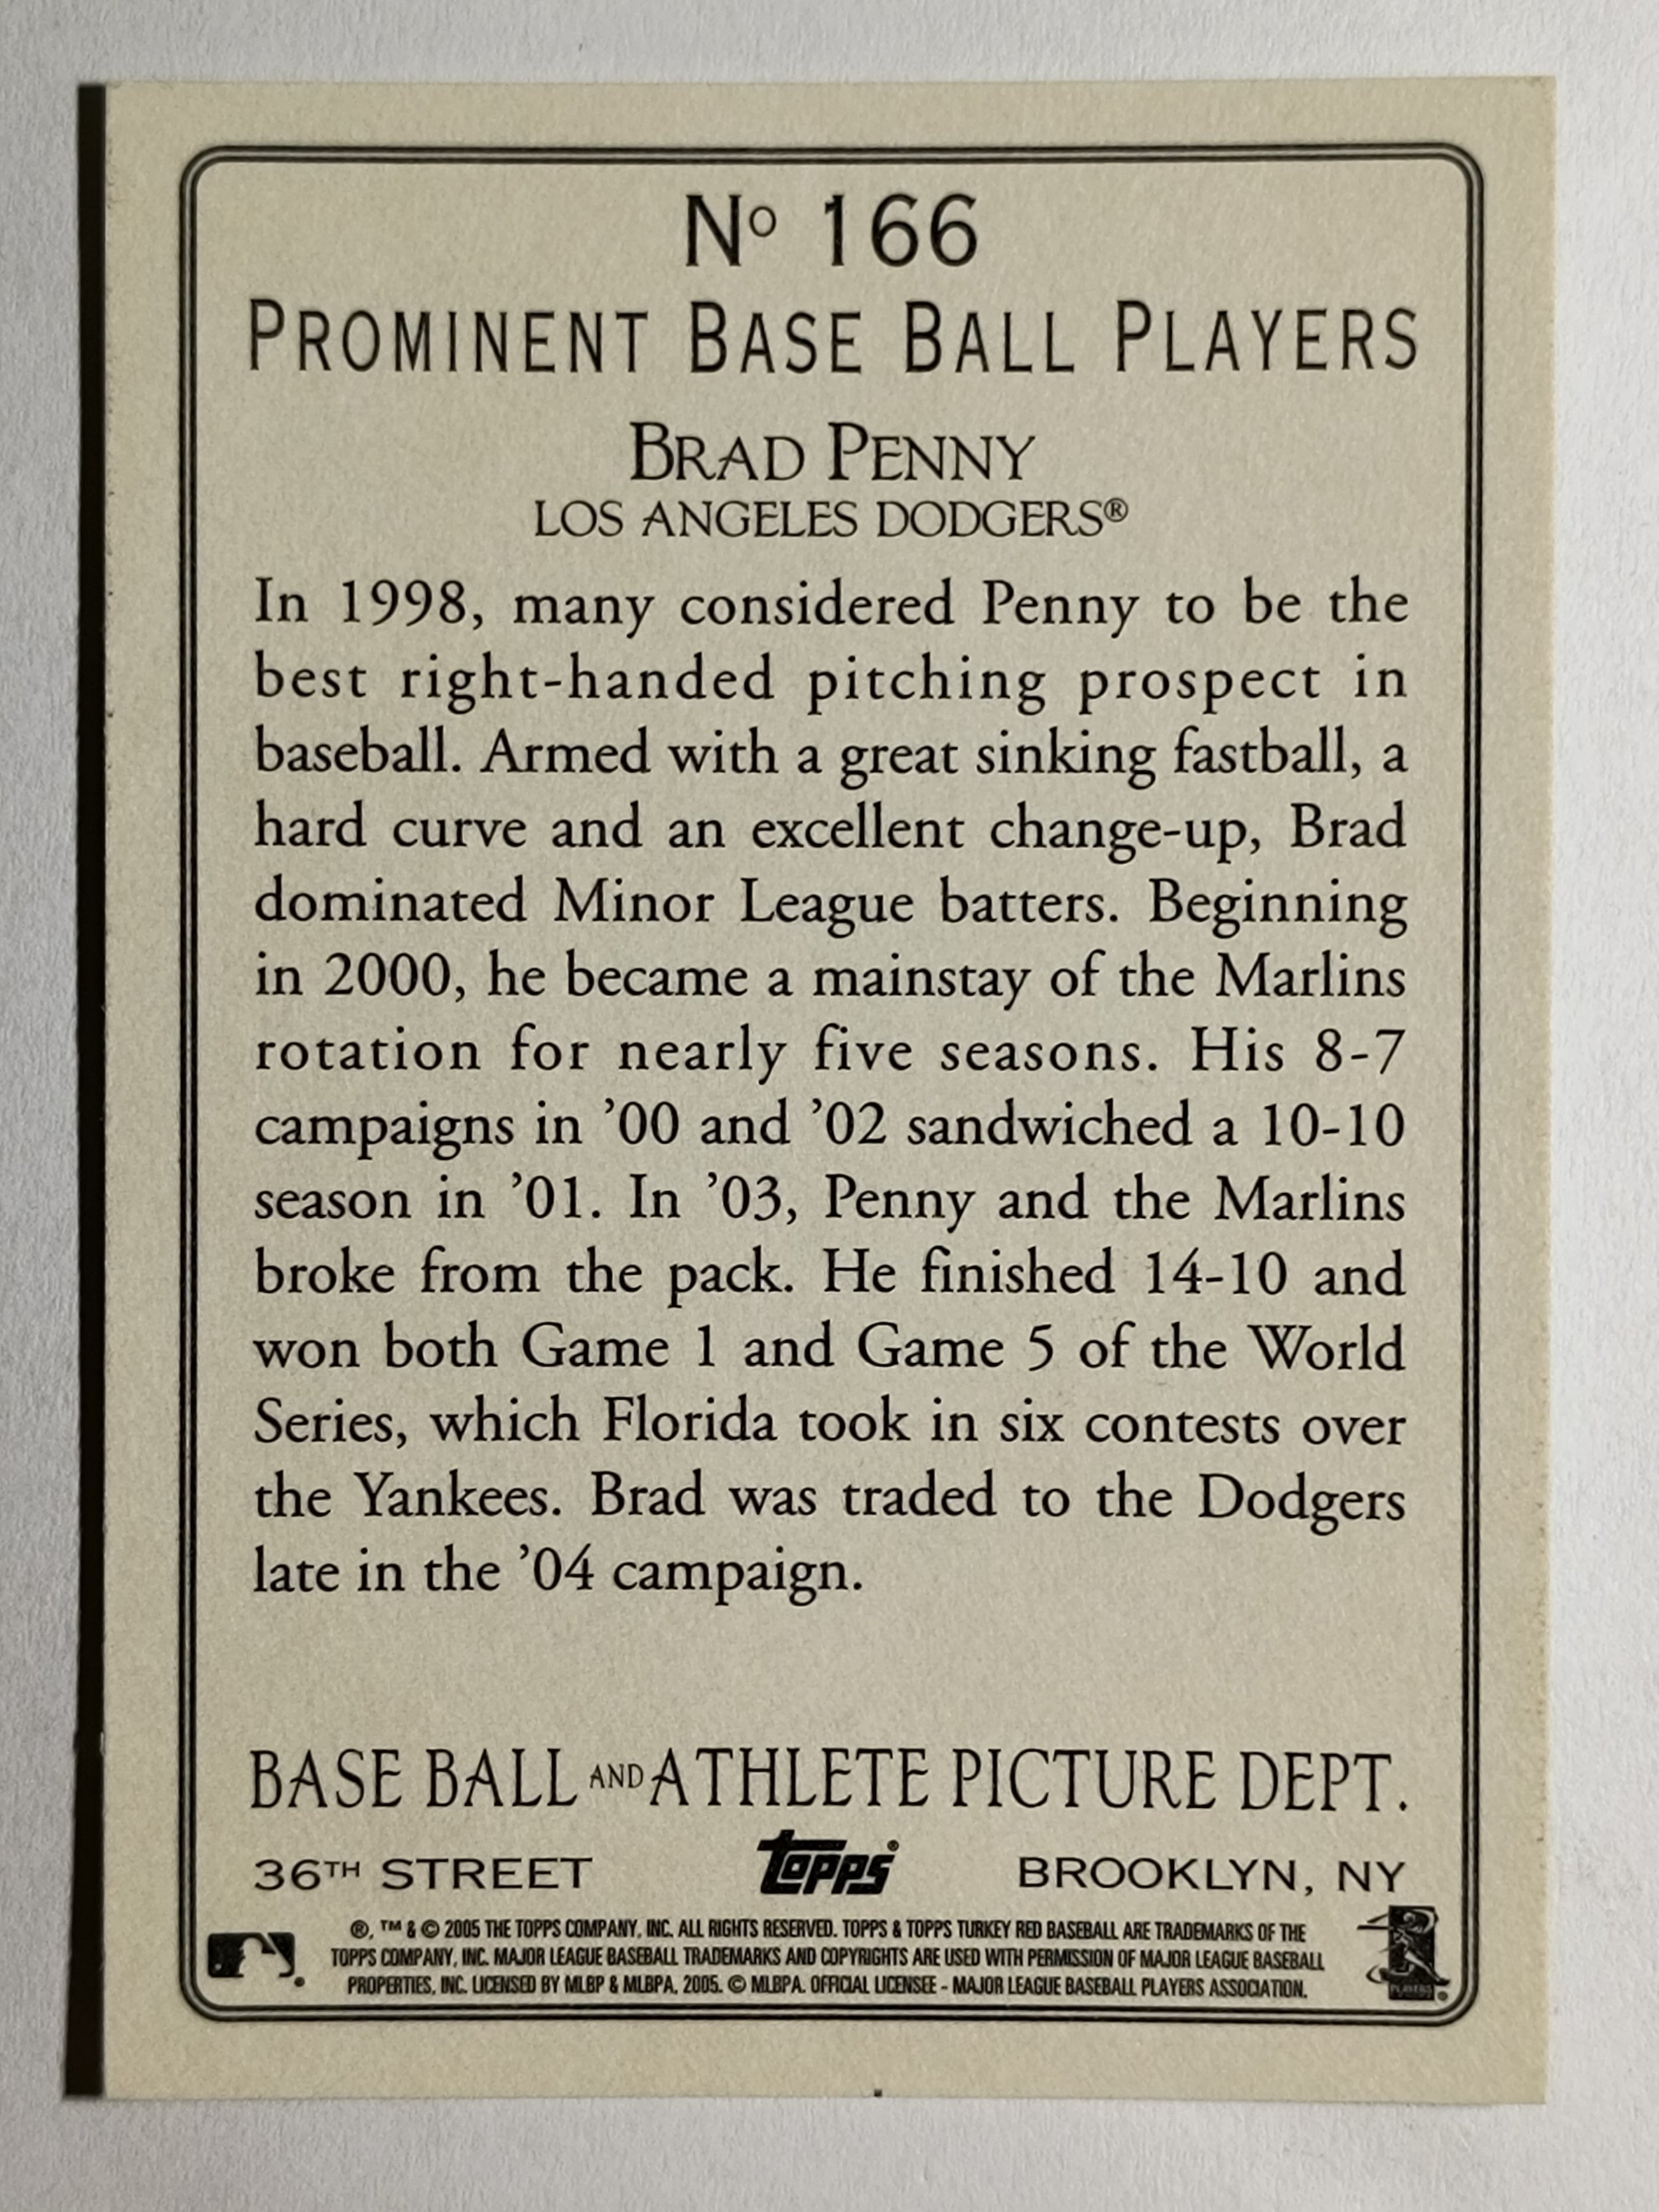 Nº 166
PROMINENT BASE BALL PLAYERS
BRAD PENNY
LOS ANGELES DODGERS®
In 1998, many considered Penny to be the
best right-handed pitching prospect in
baseball. Armed with a great sinking fastball, a
hard curve and an excellent change-up, Brad
dominated Minor League batters. Beginning
in 2000, he became a mainstay of the Marlins
rotation for nearly five seasons. His 8-7
campaigns in ’00 and ’02 sandwiched a 10-10
season in ’01. In ’03, Penny and the Marlins
broke from the pack. He finished 14-10 and
won both Game 1 and Game 5 of the World
Series, which Florida took in six contests over
the Yankees. Brad was traded to the Dodgers
late in the ’04 campaign.
BASE BALL AND ATHLETE PICTURE DEPT.
36TH STREET topps® BROOKLYN, NY
®, ™ & © 2005 THE TOPPS COMPANY, INC. ALL RIGHTS RESERVED. TOPPS & TOPPS TURKEY RED BASEBALL ARE TRADEMARKS OF THE
TOPPS COMPANY, INC. MAJOR LEAGUE BASEBALL TRADEMARKS AND COPYRIGHTS ARE USED WITH PERMISSION OF MAJOR LEAGUE BASEBALL
PROPERTIES, INC. LICENSED BY MLBP & MLBPA, 2005. © MLBPA. OFFICIAL LICENSEE - MAJOR LEAGUE BASEBALL PLAYERS ASSOCIATION.
PLAYERS